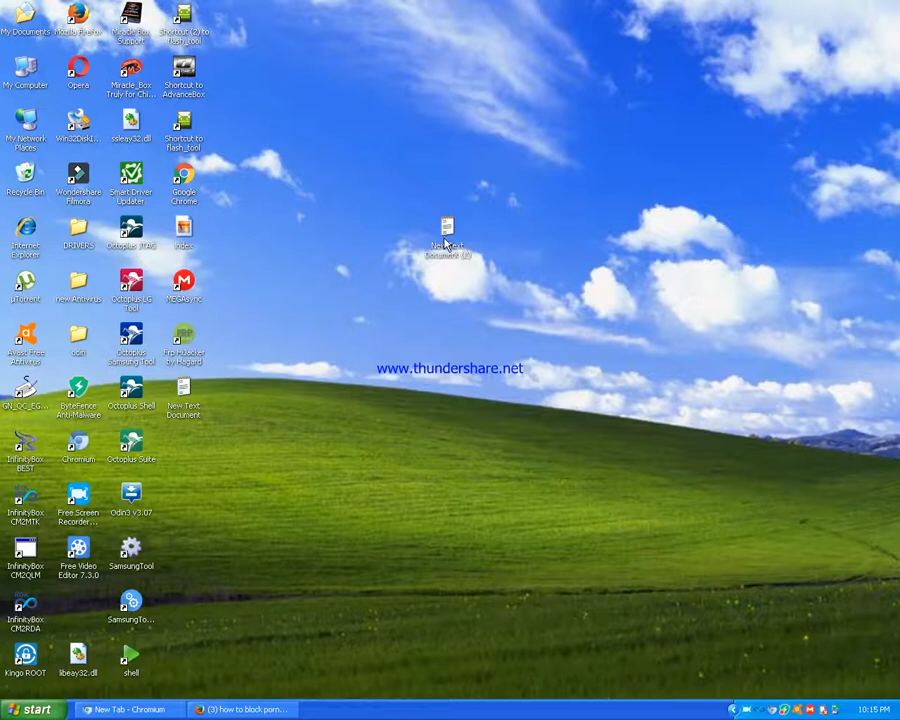 My Documents
Mozilla Firefox
Miracle Box
Support
Shortcut (2) to
flash_tool
My Computer
Opera
Miracle_Box
Truly for Chi...
Shortcut to
AdvanceBox
My Network
Places
Win32DiskI...
ssleay32.dll
Shortcut to
flash_tool
Recycle Bin
Wondershare
Filmora
Smart Driver
Updater
Google
Chrome
Internet
Explorer
DRIVERS
Octoplus JTAG
Index
New Text
Document (2)
µTorrent
new Antivirus
Octoplus LG
Tool
MEGAsync
Avast Free
Antivirus
odin
Octoplus
Samsung Tool
Frp HiJacker
by Hagard
www.thundershare.net
GN_QC_EG...
ByteFence
Anti-Malware
Octoplus Shell
New Text
Document
InfinityBox
BEST
Chromium
Octoplus Suite
InfinityBox
CM2MTK
Free Screen
Recorder...
Odin3 v3.07
InfinityBox
CM2QLM
Free Video
Editor 7.3.0
SamsungTool
InfinityBox
CM2RDA
SamsungTo...
Kingo ROOT
libeay32.dll
shell
start
New Tab - Chromium
(3) how to block porn...
10:15 PM